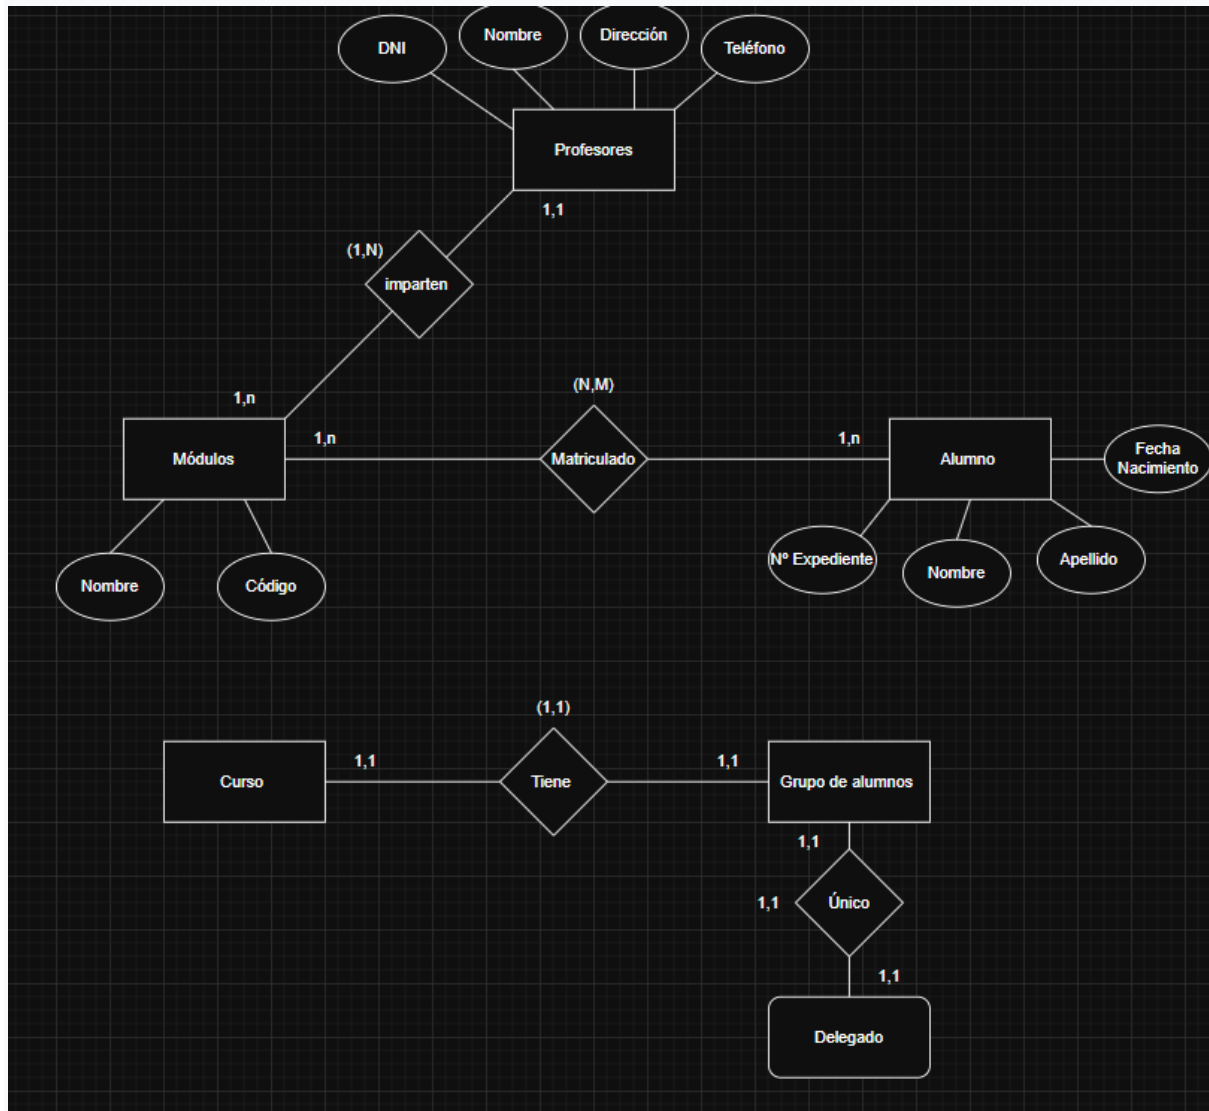 DNI
Nombre
Dirección
Teléfono
Profesores
1,1
(1,N)
imparten
1,n
(N,M)
1,n
1,n
Módulos
Matriculado
Alumno
Fecha
Nacimiento
Nº Expediente
Nombre
Apellido
Nombre
Código
(1,1)
1,1
1,1
Curso
Tiene
Grupo de alumnos
1,1
1,1
Único
1,1
Delegado